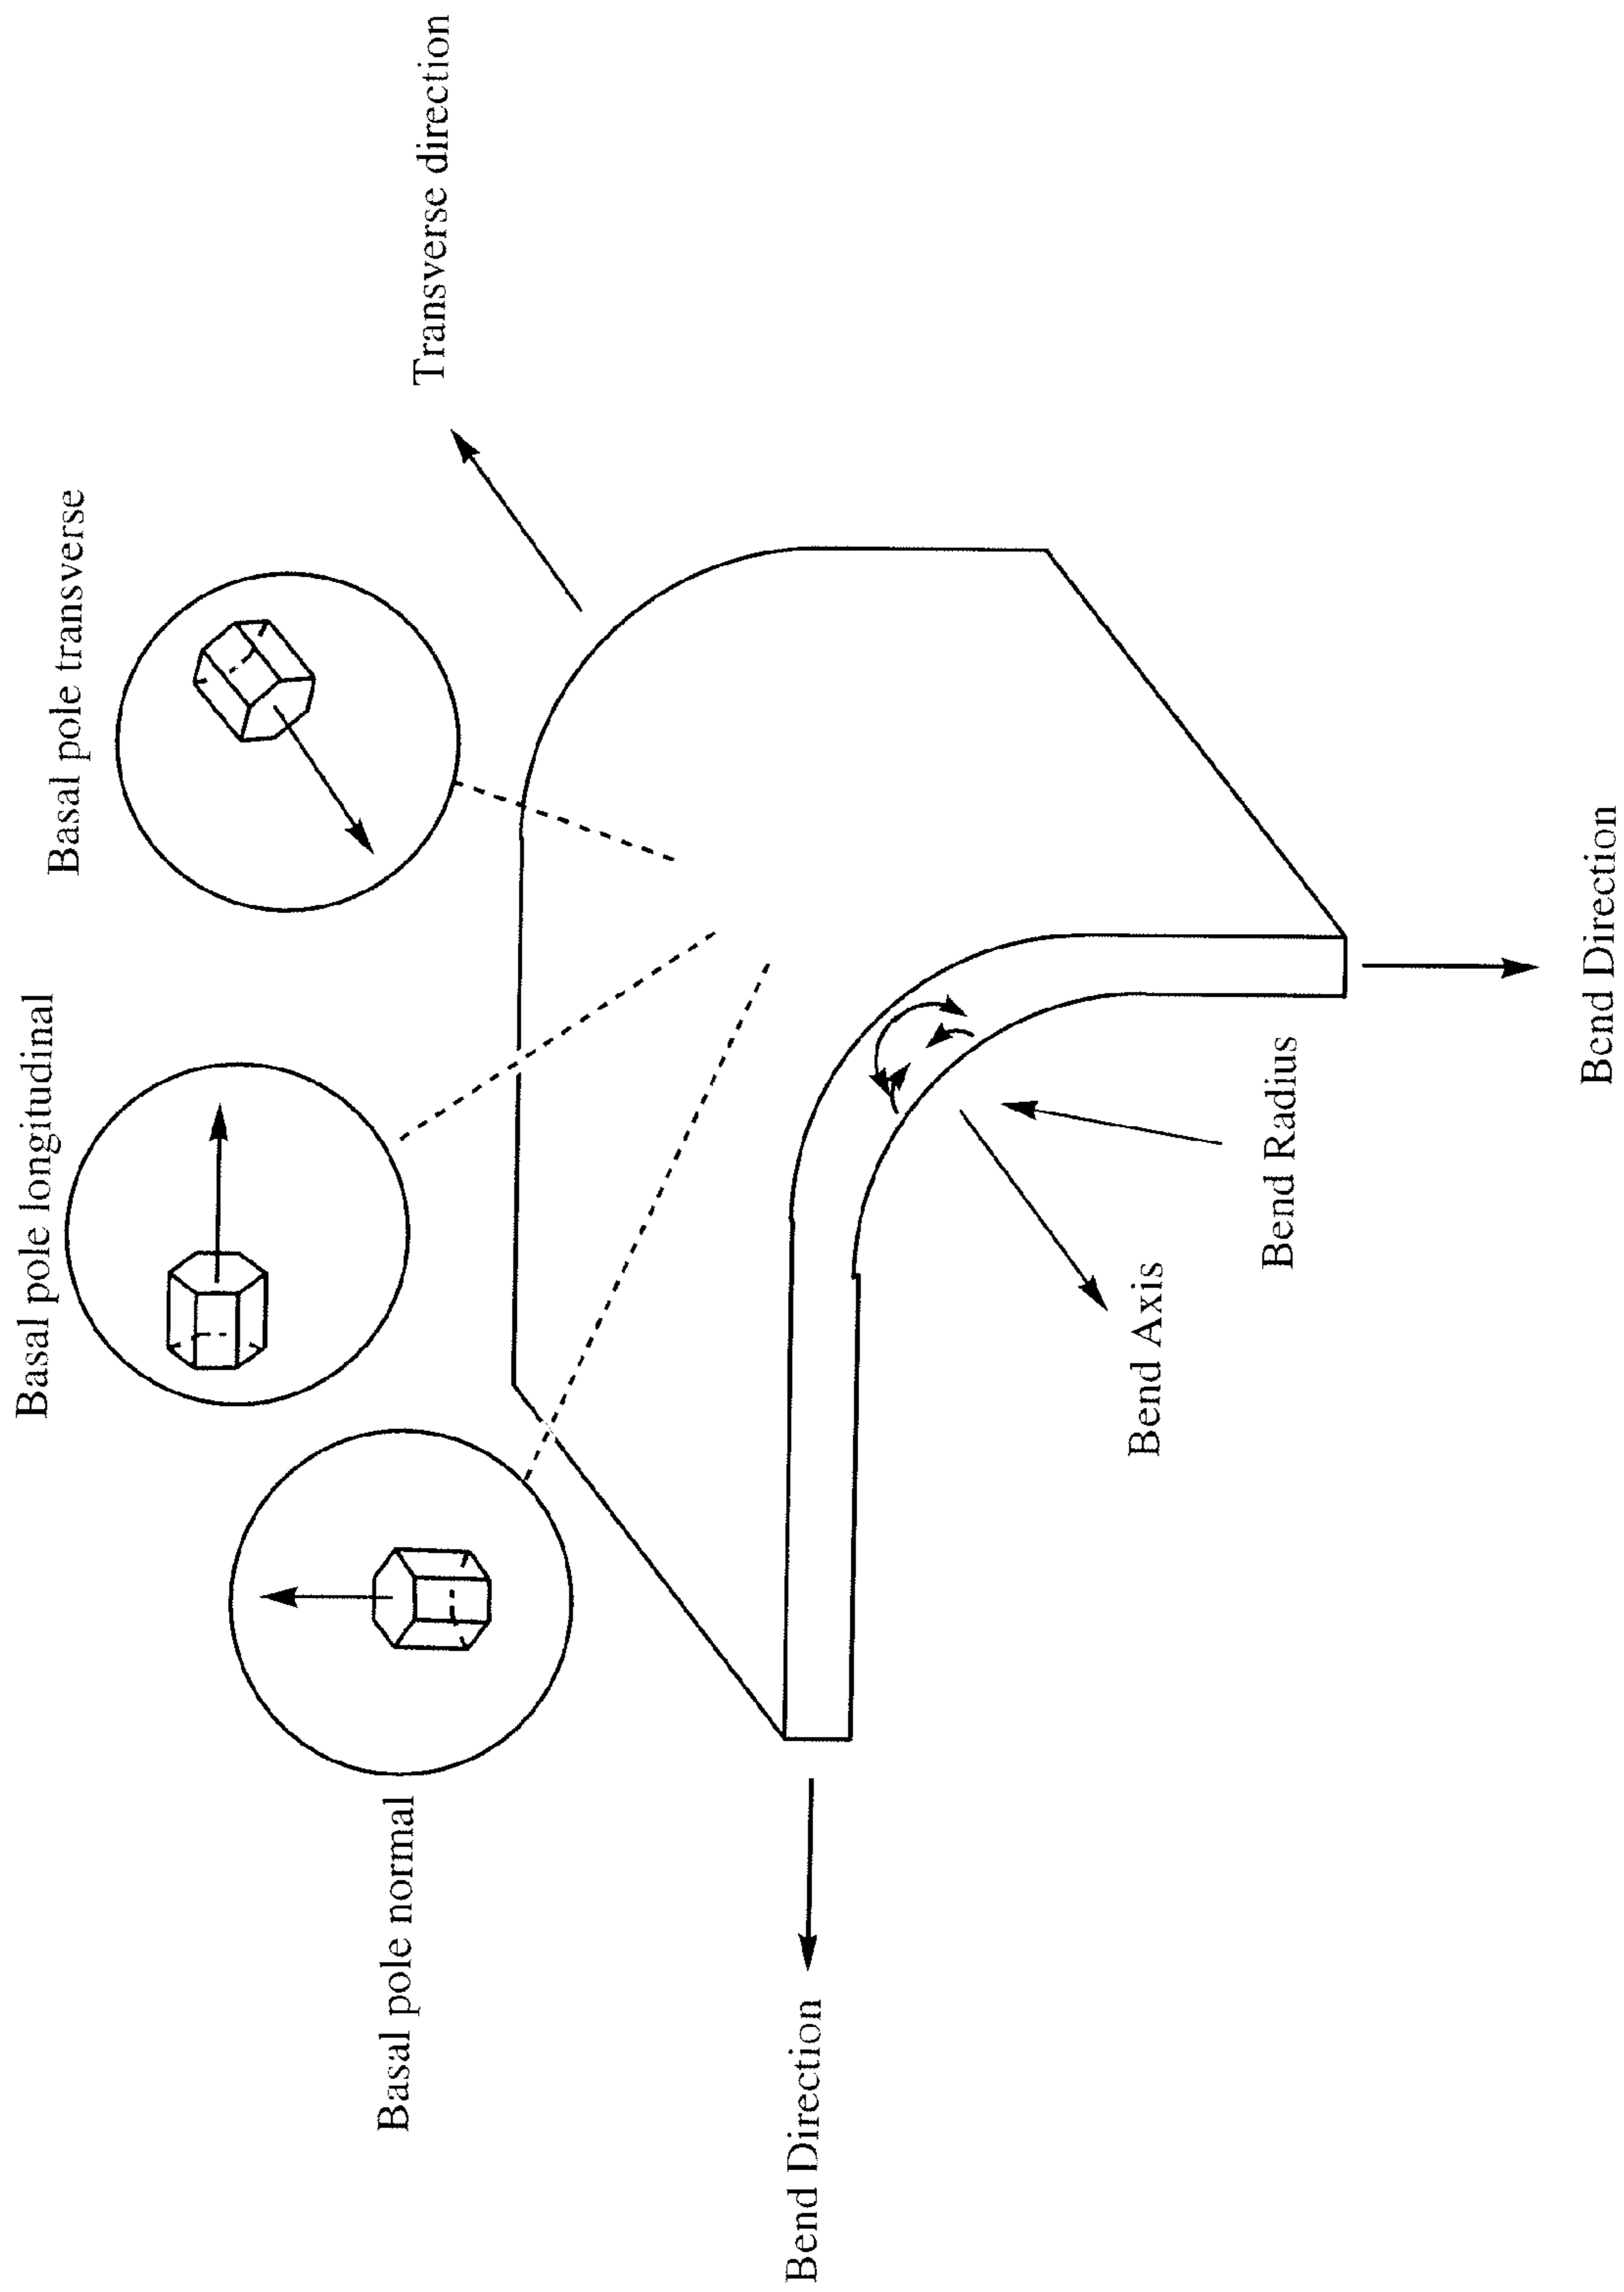 Basal pole normal
Basal pole longitudinal
Basal pole transverse
Transverse direction
Bend Direction
Bend Axis
Bend Radius
Bend Direction